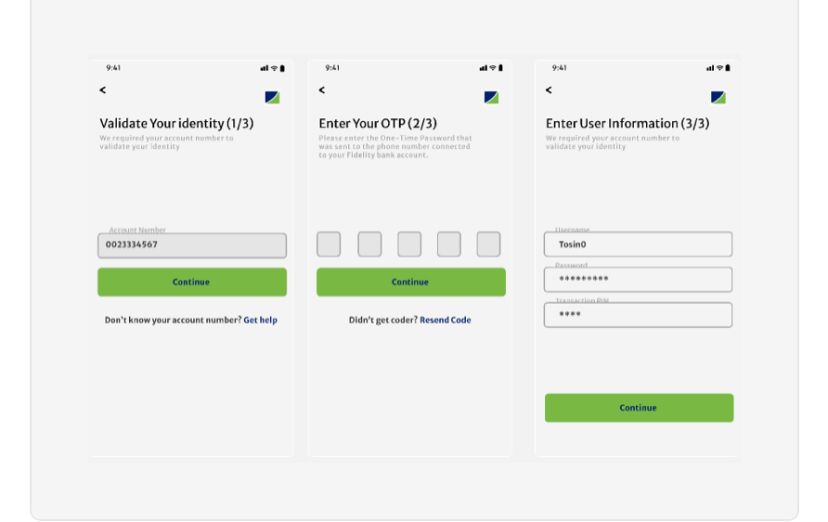 9:41
<
Validate Your identity (1/3)
We required your account number to
validate your identity
Account Number
0023334567
Continue
Don't know your account number? Get help
9:41
<
Enter Your OTP (2/3)
Please enter the One-Time Password that
was sent to the phone number connected
to your Fidelity bank account.
Continue
Didn't get coder? Resend Code
9:41
<
Enter User Information (3/3)
We required your account number to
validate your identity
Username
Tosin0
Password
*********
Transaction PIN
****
Continue